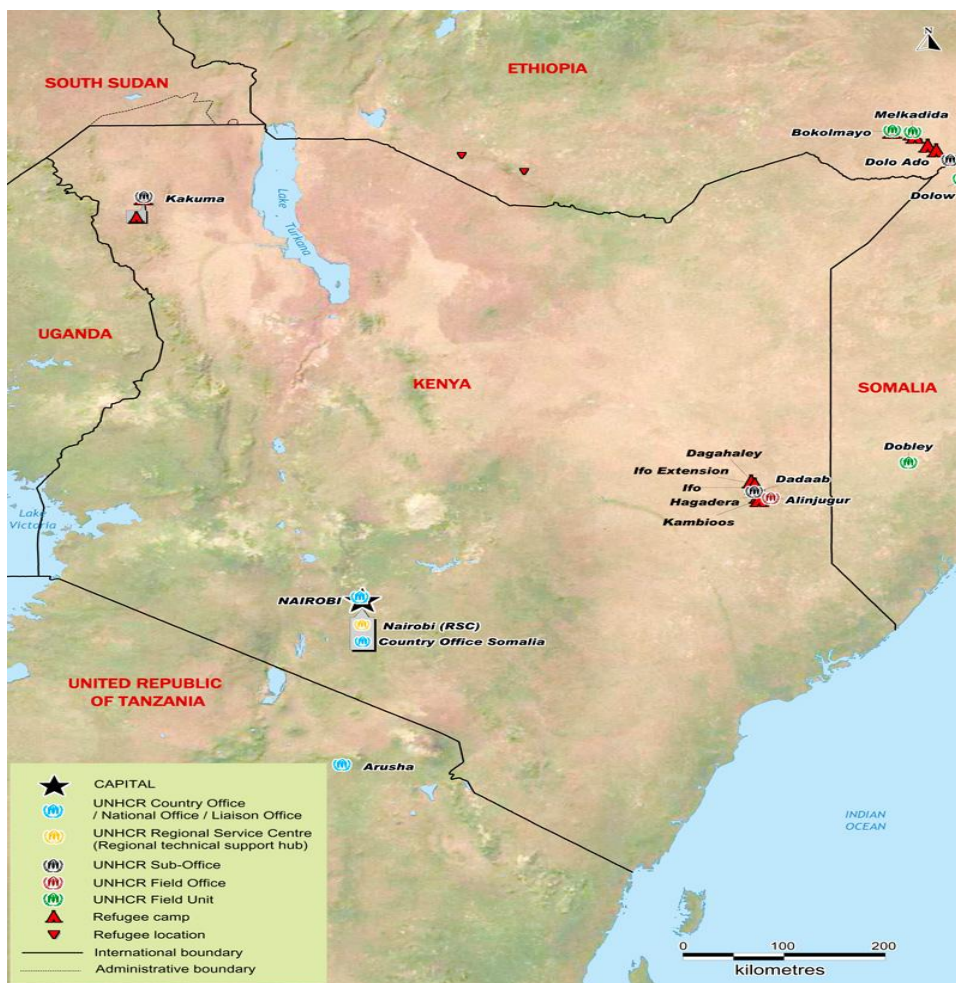 N
ETHIOPIA
SOUTH SUDAN
Melkadida
Bokolmayo
Dolo Ado
Dolow
Kakuma
Lake
Turkana
UGANDA
KENYA
SOMALIA
Dobley
Dagahaley
Ifo Extension
Dadaab
Ifo
Hagadera
Alinjugur
Kambioos
Lake
Victoria
NAIROBI
Nairobi (RSC)
Country Office Somalia
UNITED REPUBLIC
OF TANZANIA
Arusha
INDIAN
OCEAN
CAPITAL
UNHCR Country Office
/ National Office / Liaison Office
UNHCR Regional Service Centre
(Regional technical support hub)
UNHCR Sub-Office
UNHCR Field Office
UNHCR Field Unit
Refugee camp
Refugee location
International boundary
Administrative boundary
0 100 200
kilometres